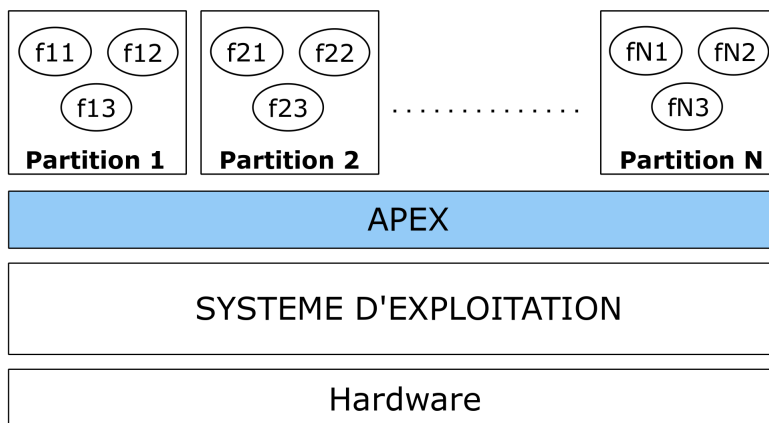 f11 f12 f21 f22 fN1 fN2
f13 f23 fN3
..............
Partition 1 Partition 2 Partition N
APEX
SYSTEME D'EXPLOITATION
Hardware